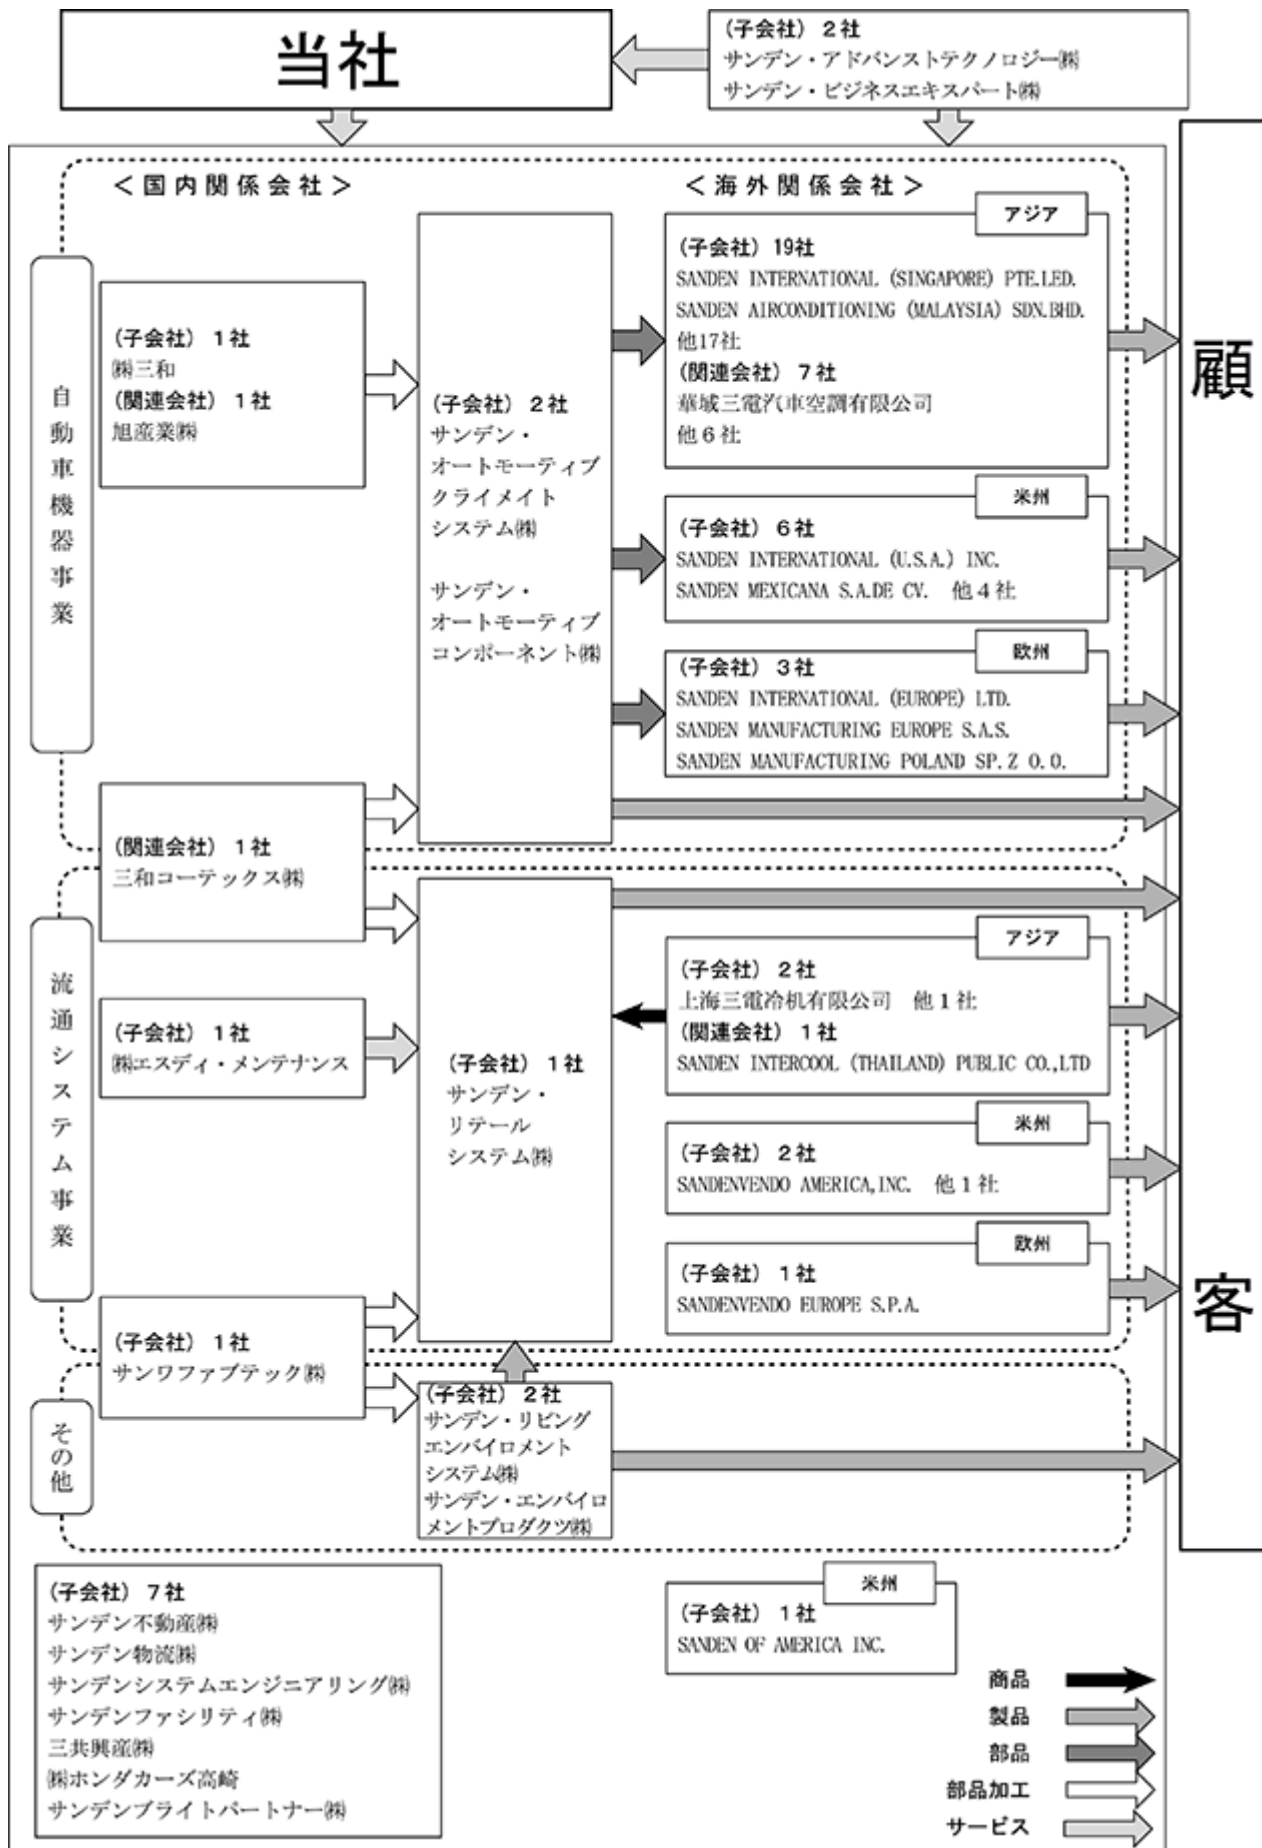 当社
(子会社) 2社
サンデン・アドバンストテクノロジー㈱
サンデン・ビジネスエキスパート㈱
<国内関係会社>
<海外関係会社>
顧客
自動車機器事業
(子会社) 1社
㈱三和
(関連会社) 1社
旭産業㈱
(子会社) 2社
サンデン・
オートモーティブ
クライメイト
システム㈱
サンデン・
オートモーティブ
コンポーネント㈱
アジア
(子会社) 19社
SANDEN INTERNATIONAL (SINGAPORE) PTE.LED.
SANDEN AIRCONDITIONING (MALAYSIA) SDN.BHD.
他17社
(関連会社) 7社
華域三電汽車空調有限公司
他6社
米州
(子会社) 6社
SANDEN INTERNATIONAL (U.S.A.) INC.
SANDEN MEXICANA S.A.DE CV. 他4社
欧州
(子会社) 3社
SANDEN INTERNATIONAL (EUROPE) LTD.
SANDEN MANUFACTURING EUROPE S.A.S.
SANDEN MANUFACTURING POLAND SP.Z O.O.
(関連会社) 1社
三和コーテックス㈱
流通システム事業
(子会社) 1社
㈱エスディ・メンテナンス
(子会社) 1社
サンデン・
リテール
システム㈱
アジア
(子会社) 2社
上海三電冷机有限公司 他1社
(関連会社) 1社
SANDEN INTERCOOL (THAILAND) PUBLIC CO.,LTD
米州
(子会社) 2社
SANDENVENDO AMERICA,INC. 他1社
欧州
(子会社) 1社
SANDENVENDO EUROPE S.P.A.
(子会社) 1社
サンワファブテック㈱
その他
(子会社) 2社
サンデン・リビング
エンバイロメント
システム㈱
サンデン・エンバイロ
メントプロダクツ㈱
(子会社) 7社
サンデン不動産㈱
サンデン物流㈱
サンデンシステムエンジニアリング㈱
サンデンファシリティ㈱
三共興産㈱
㈱ホンダカーズ高崎
サンデンブライトパートナー㈱
米州
(子会社) 1社
SANDEN OF AMERICA INC.
商品
製品
部品
部品加工
サービス